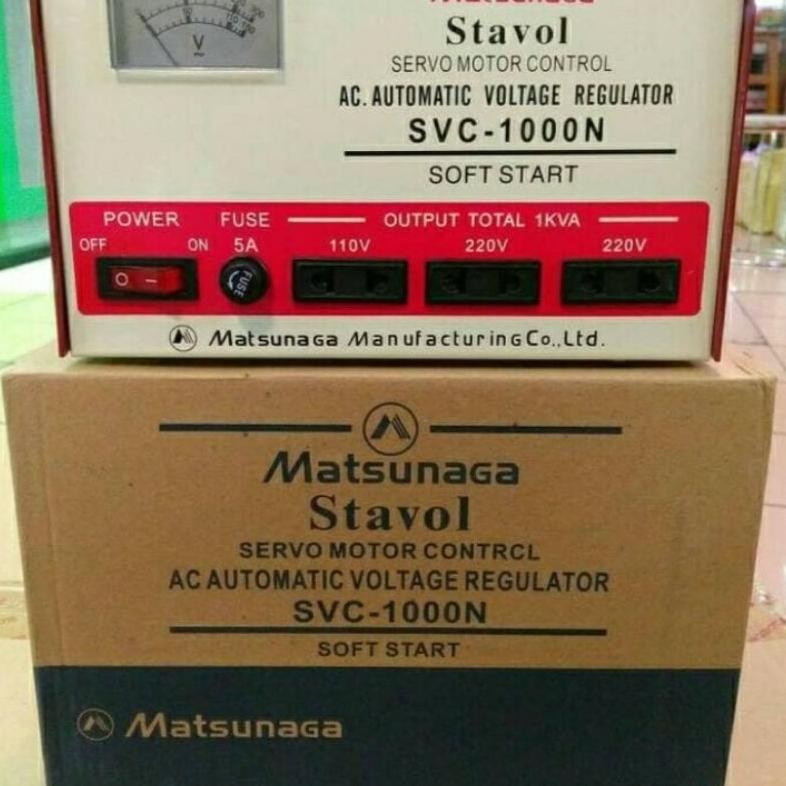 Matsunaga
Stavol
SERVO MOTOR CONTROL
AC. AUTOMATIC VOLTAGE REGULATOR
SVC-1000N
SOFT START
V
POWER FUSE OUTPUT TOTAL 1KVA
OFF ON 5A 110V 220V 220V
FUSE
Matsunaga Manufacturing Co.,Ltd.
Matsunaga
Stavol
SERVO MOTOR CONTRCL
AC AUTOMATIC VOLTAGE REGULATOR
SVC-1000N
SOFT START
Matsunaga